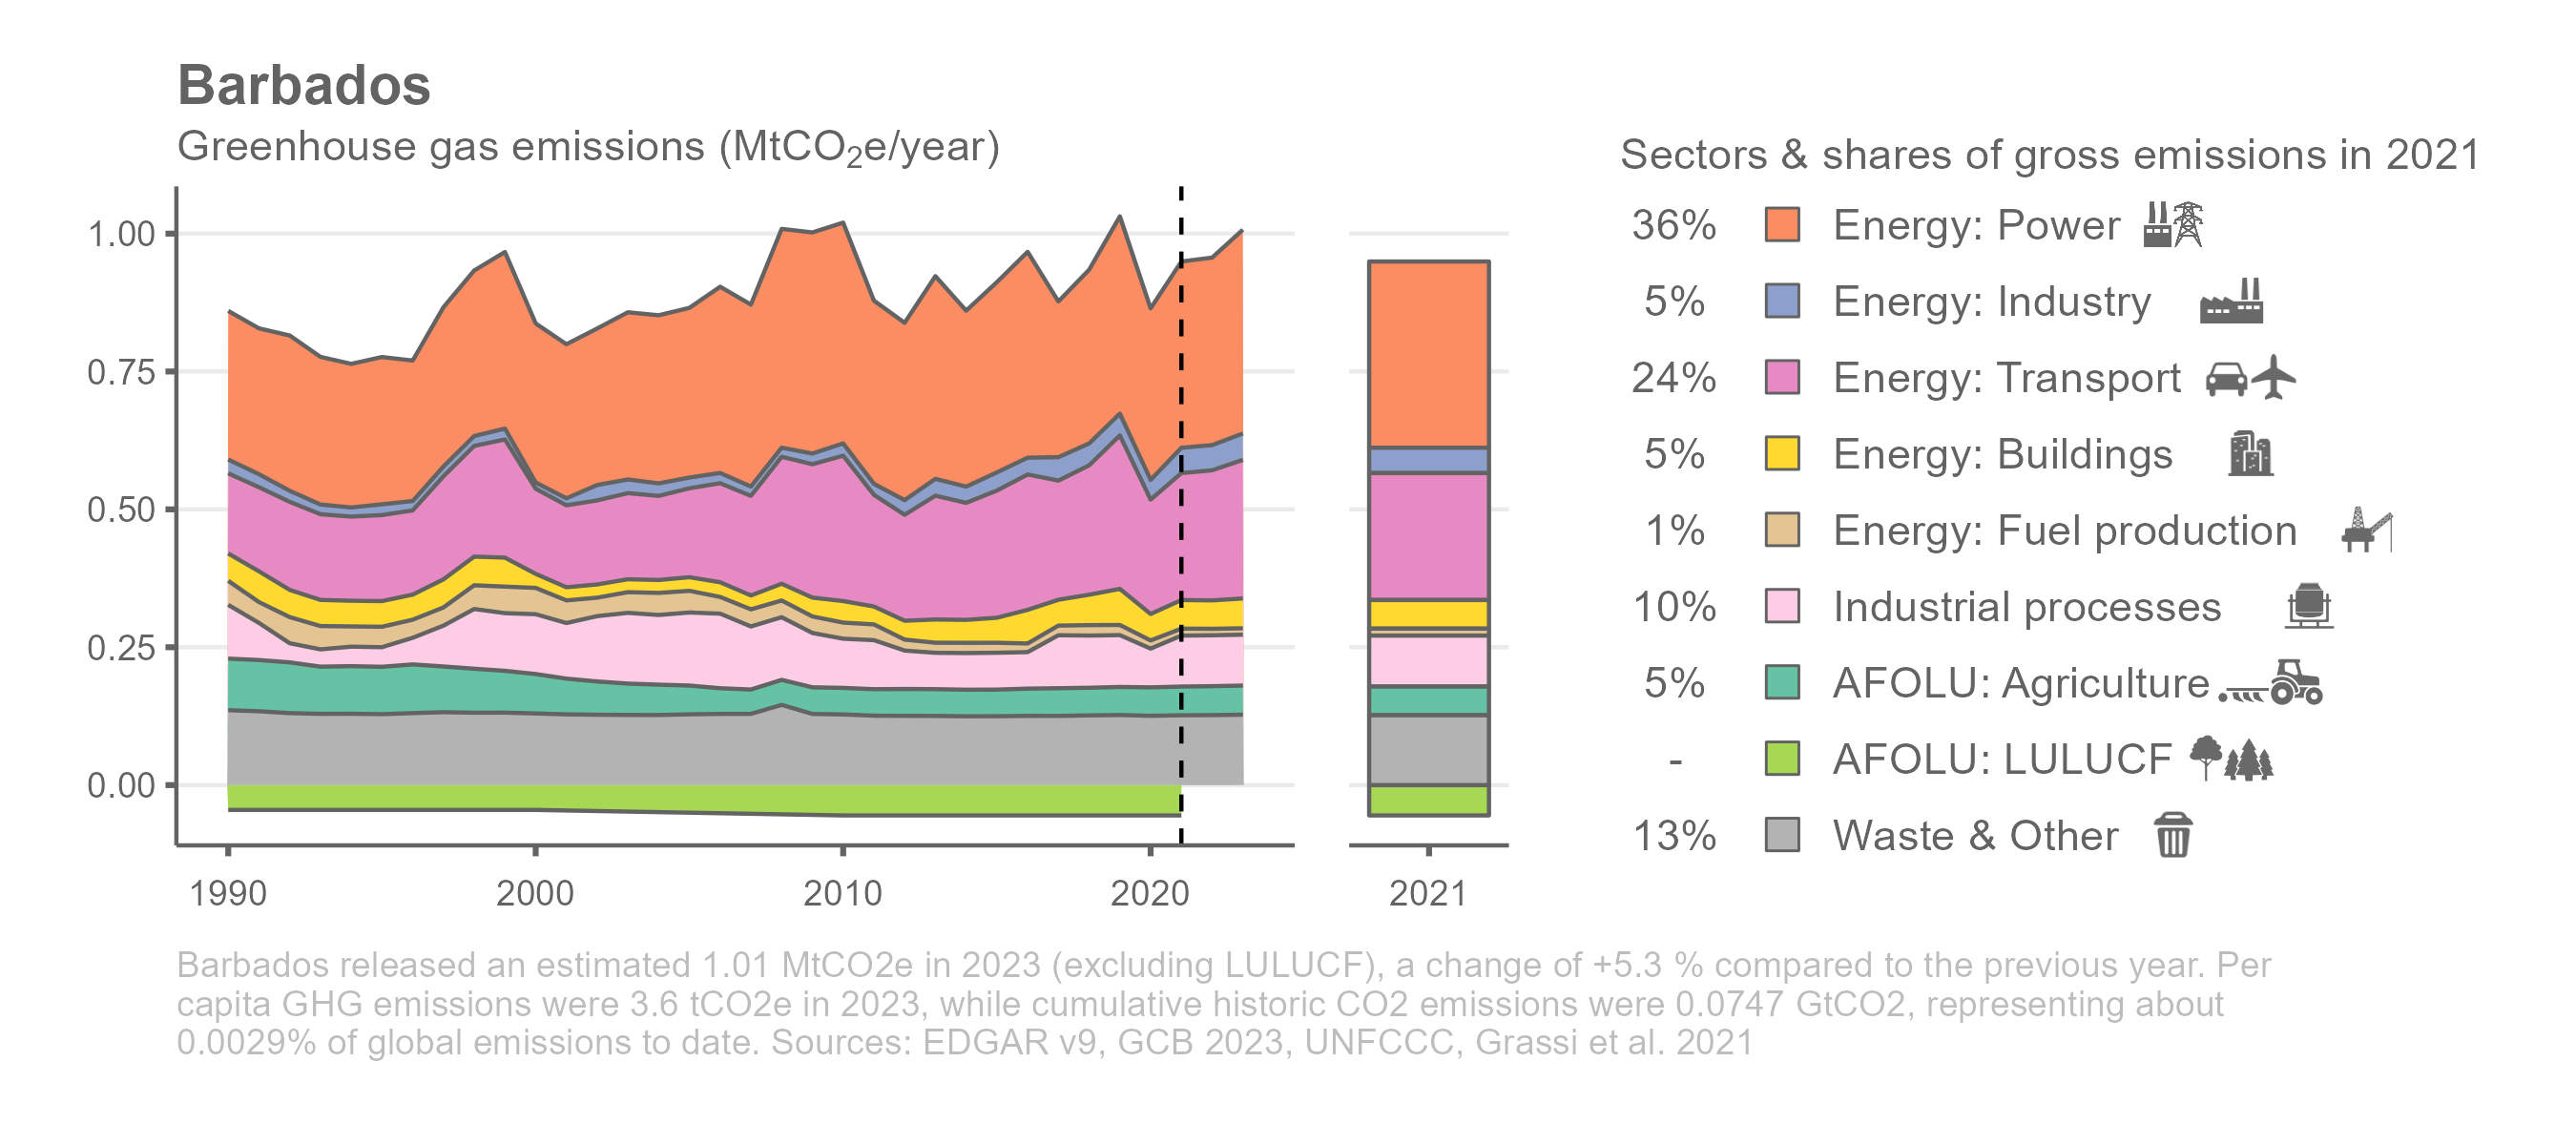 Barbados
Greenhouse gas emissions (MtCO₂e/year)
1.00
0.75
0.50
0.25
0.00
1990
2000
2010
2020
2021
Sectors & shares of gross emissions in 2021
36% Energy: Power
5% Energy: Industry
24% Energy: Transport
5% Energy: Buildings
1% Energy: Fuel production
10% Industrial processes
5% AFOLU: Agriculture
- AFOLU: LULUCF
13% Waste & Other
Barbados released an estimated 1.01 MtCO2e in 2023 (excluding LULUCF), a change of +5.3 % compared to the previous year. Per
capita GHG emissions were 3.6 tCO2e in 2023, while cumulative historic CO2 emissions were 0.0747 GtCO2, representing about
0.0029% of global emissions to date. Sources: EDGAR v9, GCB 2023, UNFCCC, Grassi et al. 2021